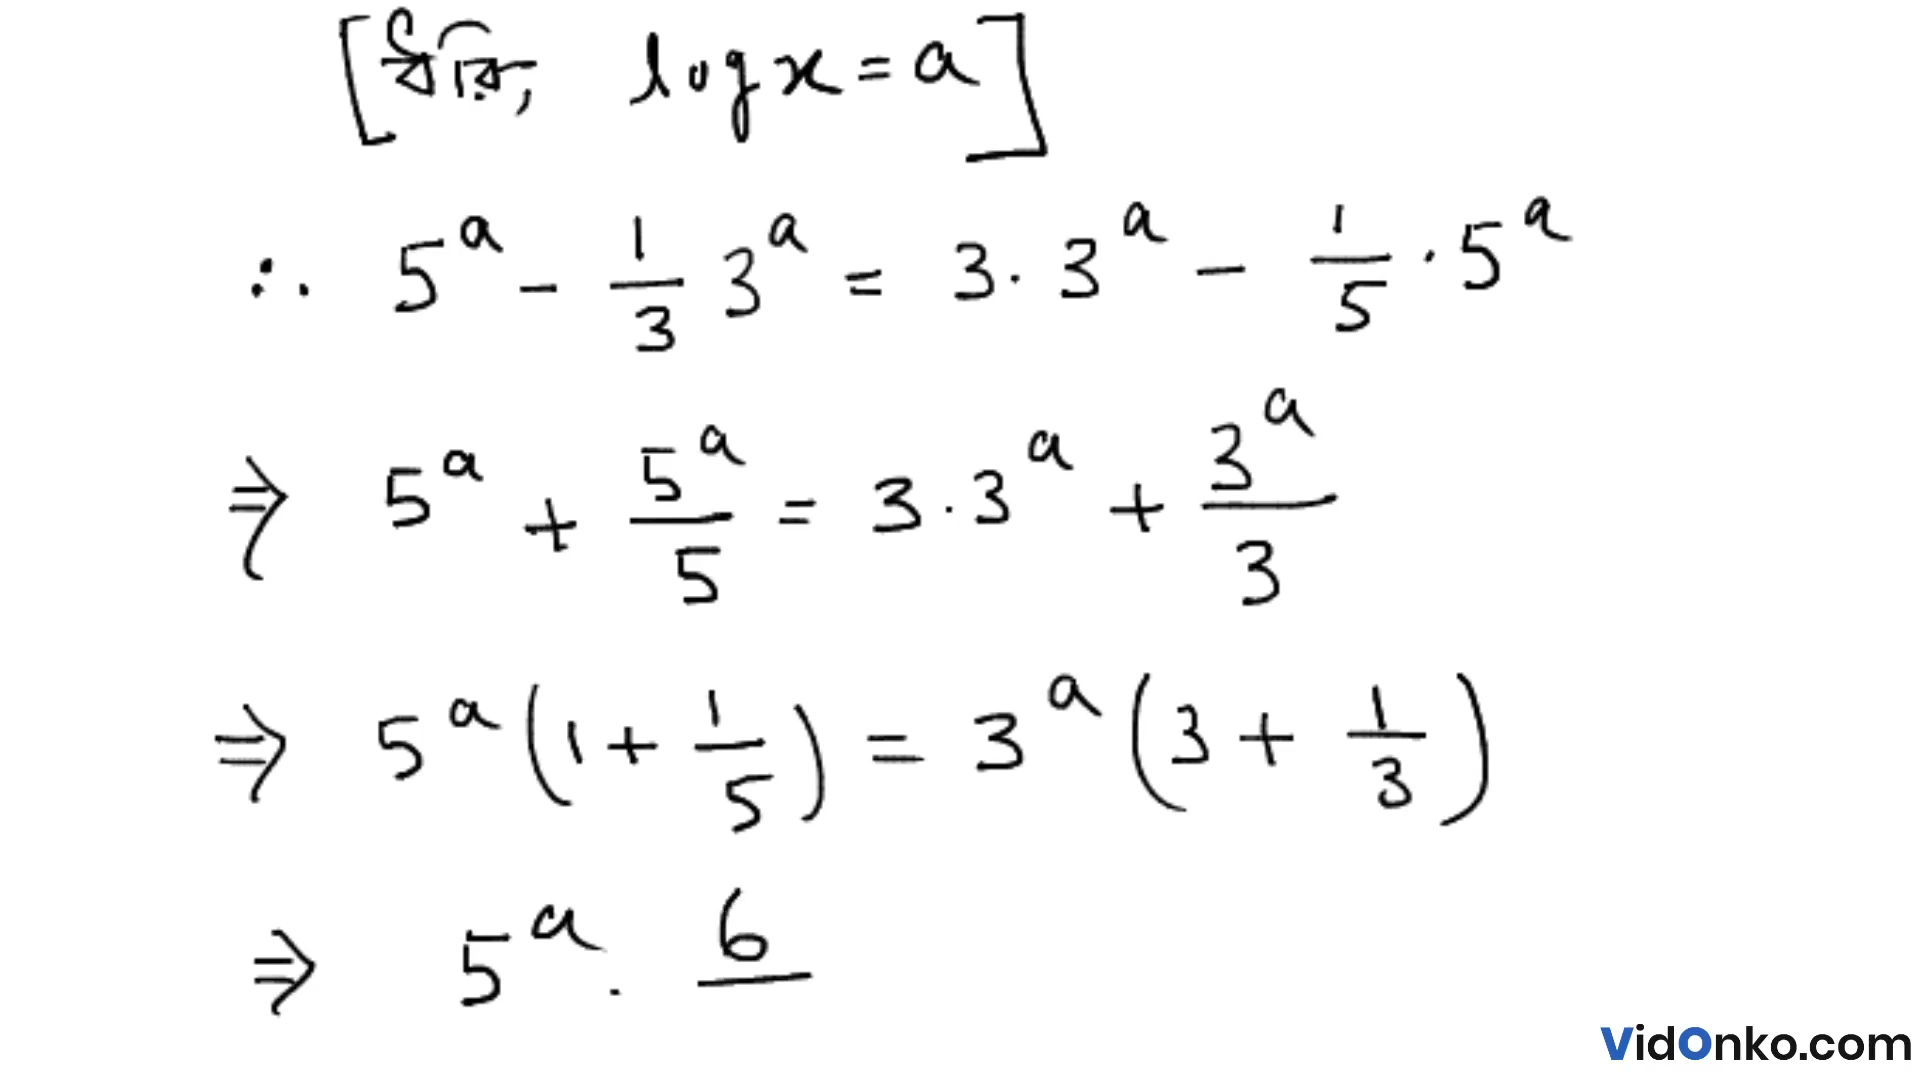 [ধরি, log x = a]
∴ 5^a - 1/3 3^a = 3 · 3^a - 1/5 · 5^a
⇒ 5^a + 5^a/5 = 3 · 3^a + 3^a/3
⇒ 5^a (1 + 1/5) = 3^a (3 + 1/3)
⇒ 5^a · 6/
VidOnko.com